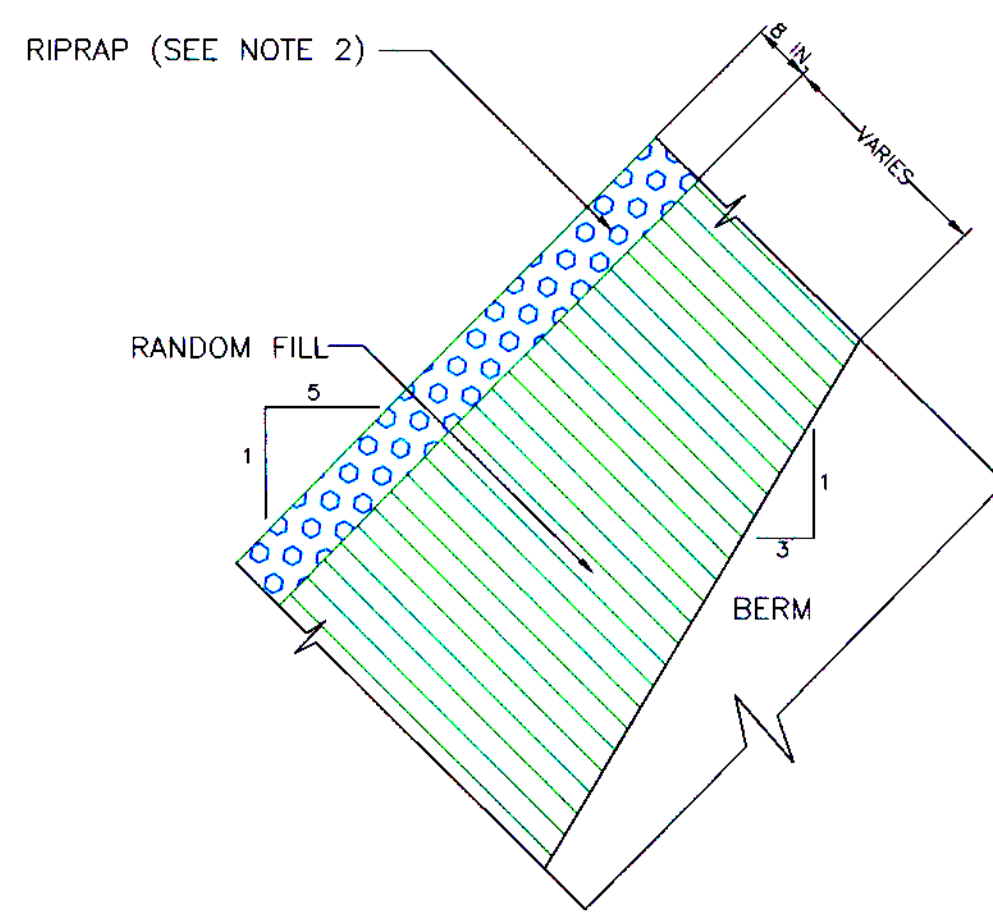 RIPRAP (SEE NOTE 2)
8 IN.
VARIES
RANDOM FILL
5
1
1
3
BERM